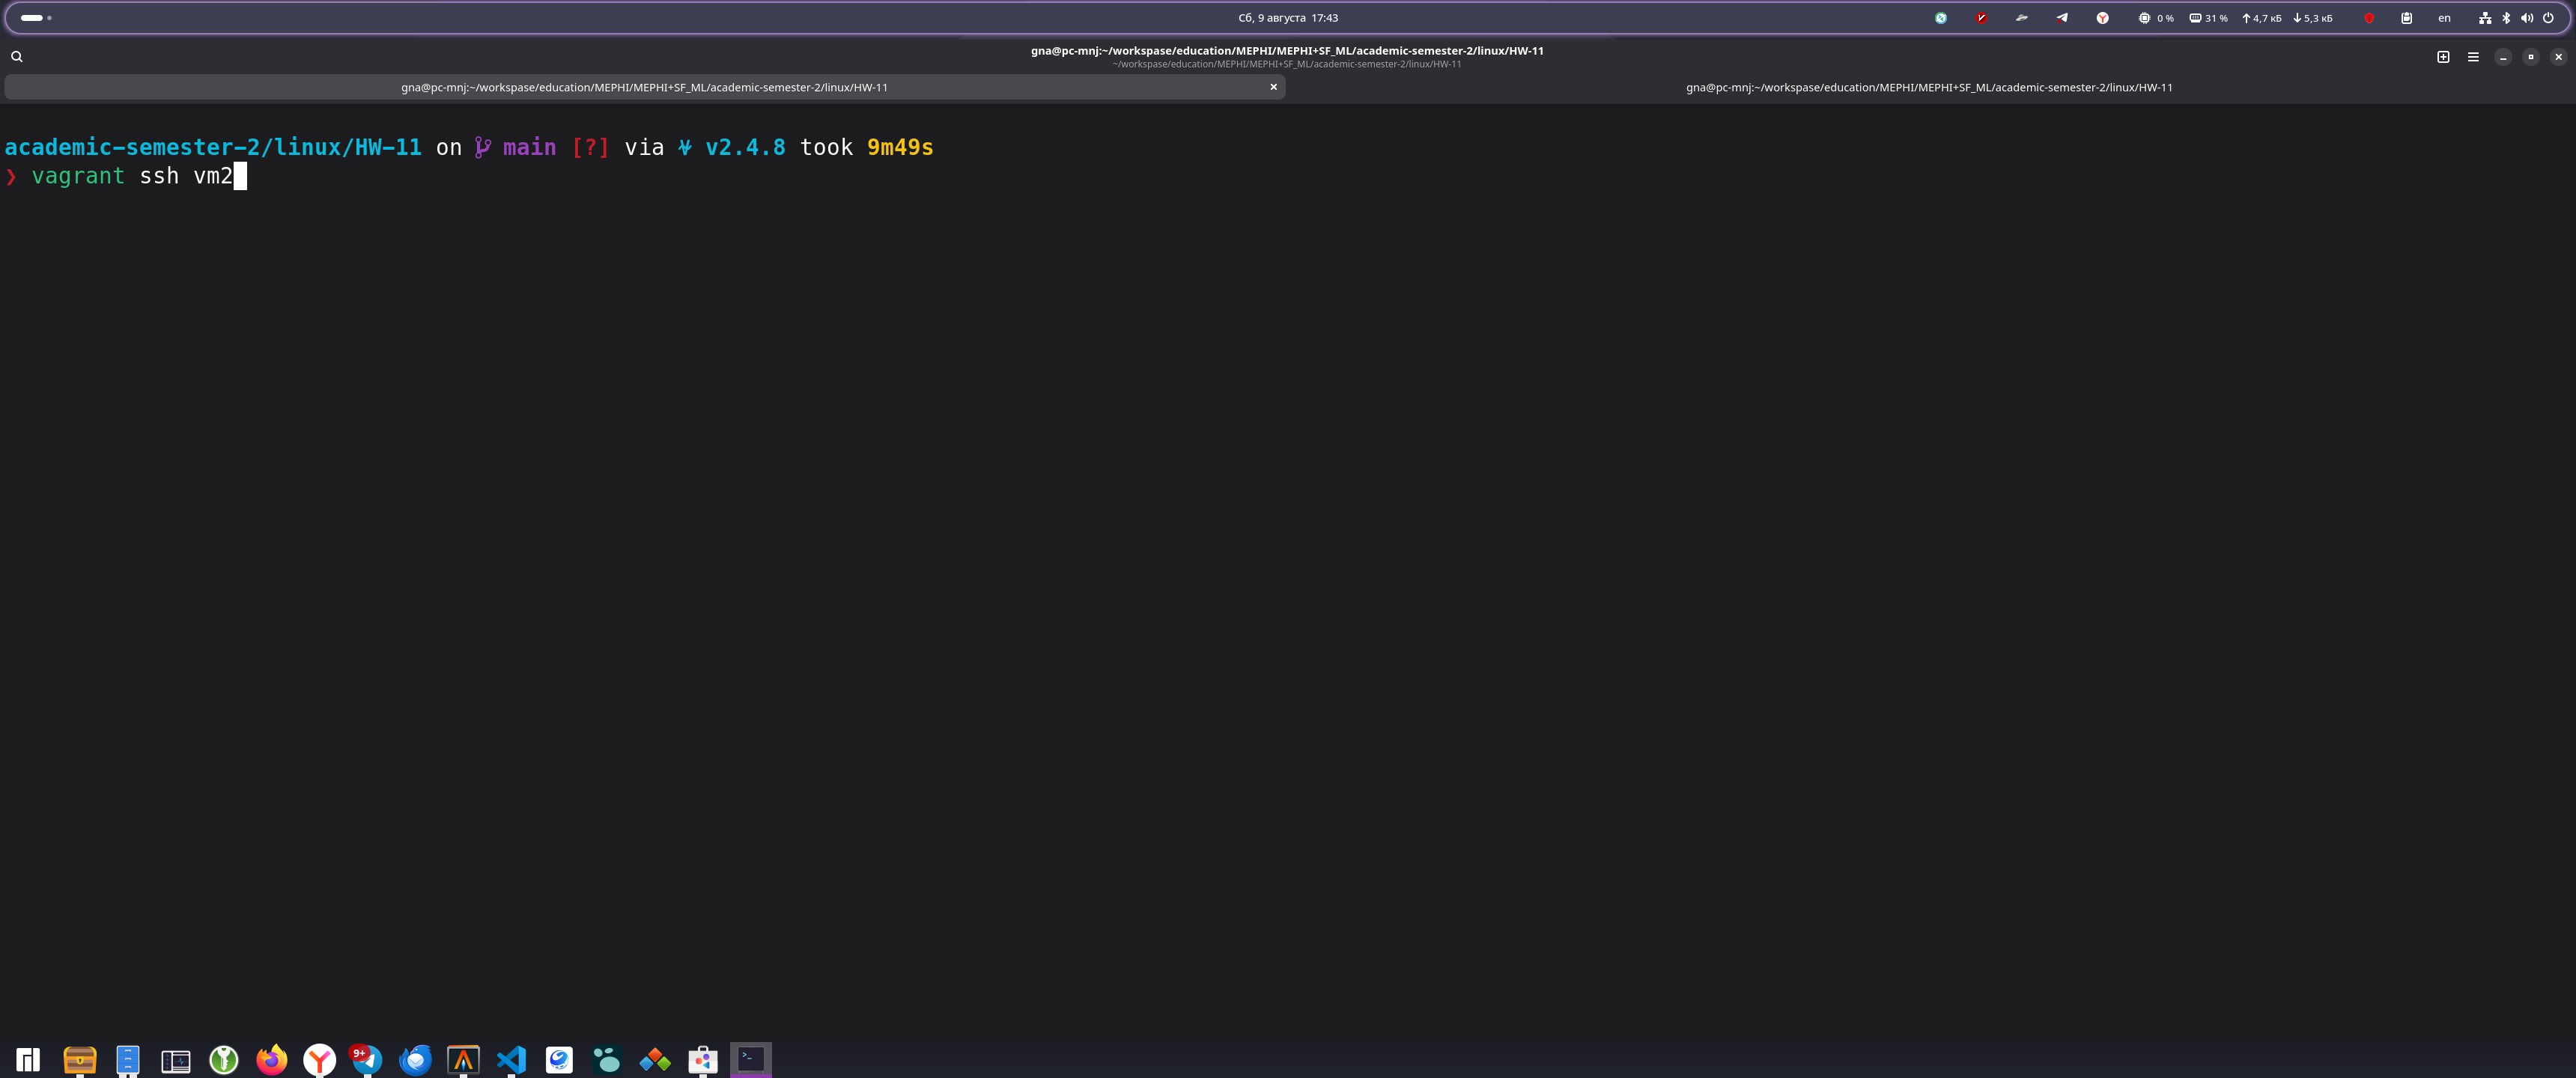 Сб, 9 августа 17:43
0 %
31 %
4,7 кБ
5,3 кБ
en
gna@pc-mnj:~/workspase/education/MEPHI/MEPHI+SF_ML/academic-semester-2/linux/HW-11
~/workspase/education/MEPHI/MEPHI+SF_ML/academic-semester-2/linux/HW-11
gna@pc-mnj:~/workspase/education/MEPHI/MEPHI+SF_ML/academic-semester-2/linux/HW-11
gna@pc-mnj:~/workspase/education/MEPHI/MEPHI+SF_ML/academic-semester-2/linux/HW-11
academic-semester-2/linux/HW-11 on main [?] via v2.4.8 took 9m49s
❯ vagrant ssh vm2
9+